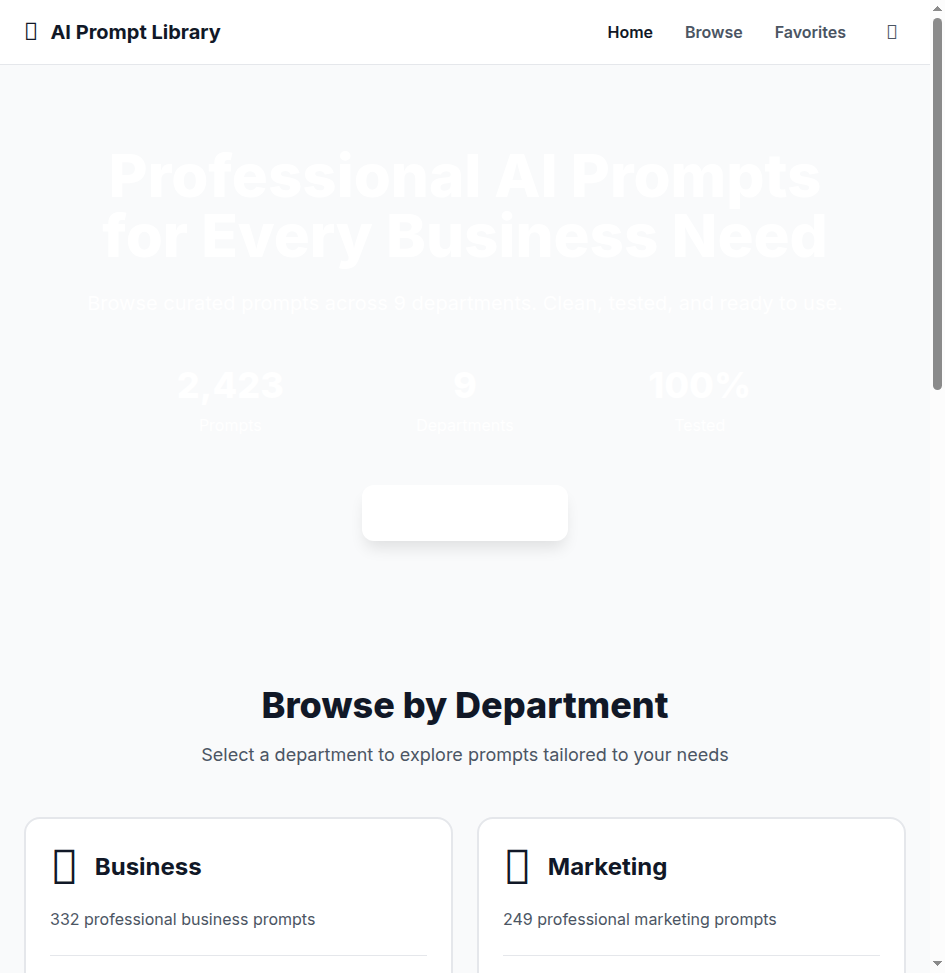 AI Prompt Library
Home Browse Favorites
Professional AI Prompts
for Every Business Need
Browse curated prompts across 9 departments. Clean, tested, and ready to use.
2,423 9 100%
Prompts Departments Tested
Browse by Department
Select a department to explore prompts tailored to your needs
Business Marketing
332 professional business prompts 249 professional marketing prompts